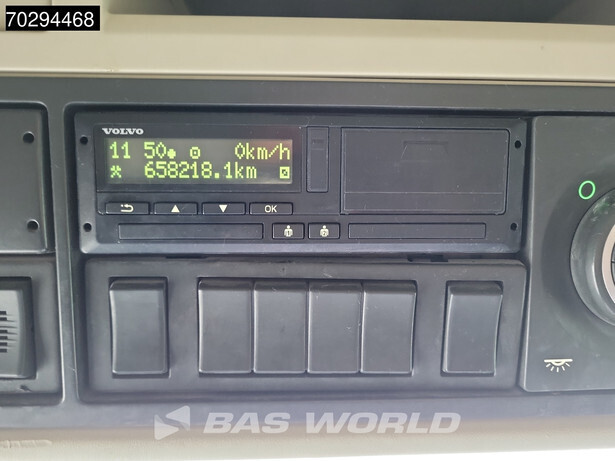 70294468
VOLVO
11 50 0km/h
658218.1km
OK
BAS WORLD